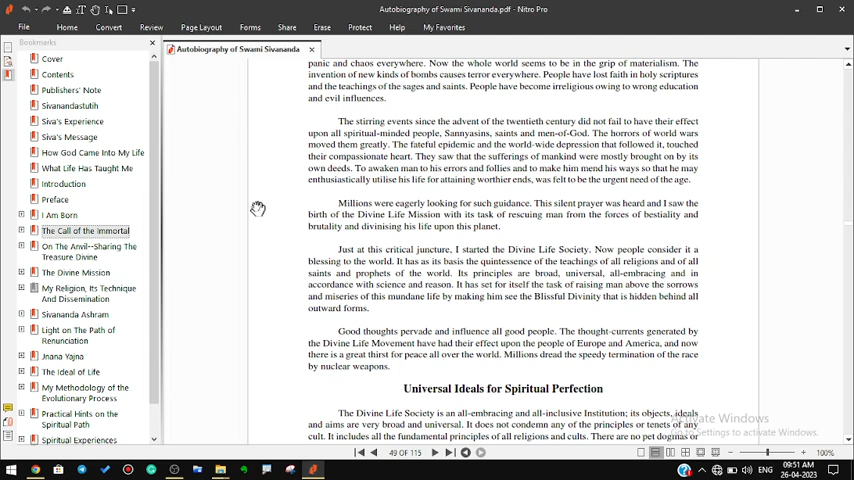 Autobiography of Swami Sivananda.pdf - Nitro Pro
File Home Convert Review Page Layout Forms Share Erase Protect Help My Favorites
Bookmarks
Autobiography of Swami Sivananda
Cover
Contents
Publishers' Note
Sivanandastutih
Siva's Experience
Siva's Message
How God Came Into My Life
What Life Has Taught Me
Introduction
Preface
I Am Born
The Call of the Immortal
On The Anvil--Sharing The
Treasure Divine
The Divine Mission
My Religion, Its Technique
And Dissemination
Sivananda Ashram
Light on the Path of
Renunciation
Jnana Yajna
The Ideal of Life
My Methodology of the
Evolutionary Process
Practical Hints on the
Spiritual Path
Spiritual Experiences
panic and chaos everywhere. Now the whole world seems to be in the grip of materialism. The
invention of new kinds of bombs causes terror everywhere. People have lost faith in holy scriptures
and the teachings of the sages and saints. People have become irreligious owing to wrong education
and evil influences.
The stirring events since the advent of the twentieth century did not fail to have their effect
upon all spiritual-minded people, Sannyasins, saints and men-of-God. The horrors of world wars
moved them greatly. The fateful epidemic and the world-wide depression that followed it, touched
their compassionate heart. They saw that the sufferings of mankind were mostly brought on by its
own deeds. To awaken man to his errors and follies and to make him mend his ways so that he may
enthusiastically utilise his life for attaining worthier ends, was felt to be the urgent need of the age.
Millions were eagerly looking for such guidance. This silent prayer was heard and I saw the
birth of the Divine Life Mission with its task of rescuing man from the forces of bestiality and
brutality and divinising his life upon this planet.
Just at this critical juncture, I started the Divine Life Society. Now people consider it a
blessing to the world. It has as its basis the quintessence of the teachings of all religions and of all
saints and prophets of the world. Its principles are broad, universal, all-embracing and in
accordance with science and reason. It has set for itself the task of raising man above the sorrows
and miseries of this mundane life by making him see the Blissful Divinity that is hidden behind all
outward forms.
Good thoughts pervade and influence all good people. The thought-currents generated by
the Divine Life Movement have had their effect upon the people of Europe and America, and now
there is a great thirst for peace all over the world. Millions dread the speedy termination of the race
by nuclear weapons.
Universal Ideals for Spiritual Perfection
The Divine Life Society is an all-embracing and all-inclusive Institution; its objects, ideals
and aims are very broad and universal. It does not condemn any of the principles or tenets of any
cult. It includes all the fundamental principles of all religions and cults. There are no pet dogmas or
Activate Windows
Go to Settings to activate Windows.
49 OF 115
100%
ENG
09:51 AM
26-04-2023